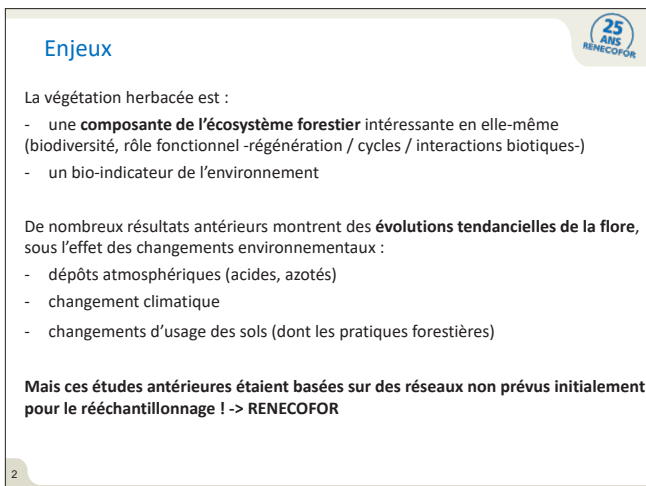 Enjeux
25
ANS
RENECOFOR
La végétation herbacée est :
- une composante de l'écosystème forestier intéressante en elle-même
(biodiversité, rôle fonctionnel -régénération / cycles / interactions biotiques-)
- un bio-indicateur de l'environnement
De nombreux résultats antérieurs montrent des évolutions tendancielles de la flore,
sous l'effet des changements environnementaux :
- dépôts atmosphériques (acides, azotés)
- changement climatique
- changements d'usage des sols (dont les pratiques forestières)
Mais ces études antérieures étaient basées sur des réseaux non prévus initialement
pour le rééchantillonnage ! -> RENECOFOR
2